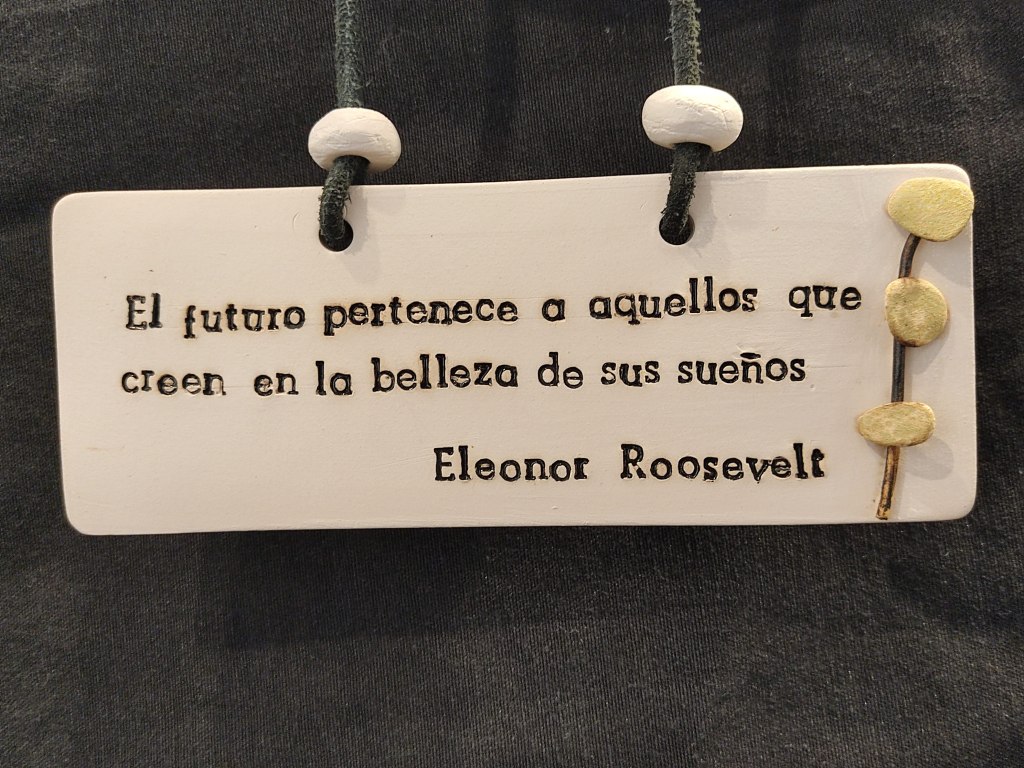 El futuro pertenece a aquellos que
creen en la belleza de sus sueños
Eleonor Roosevelt